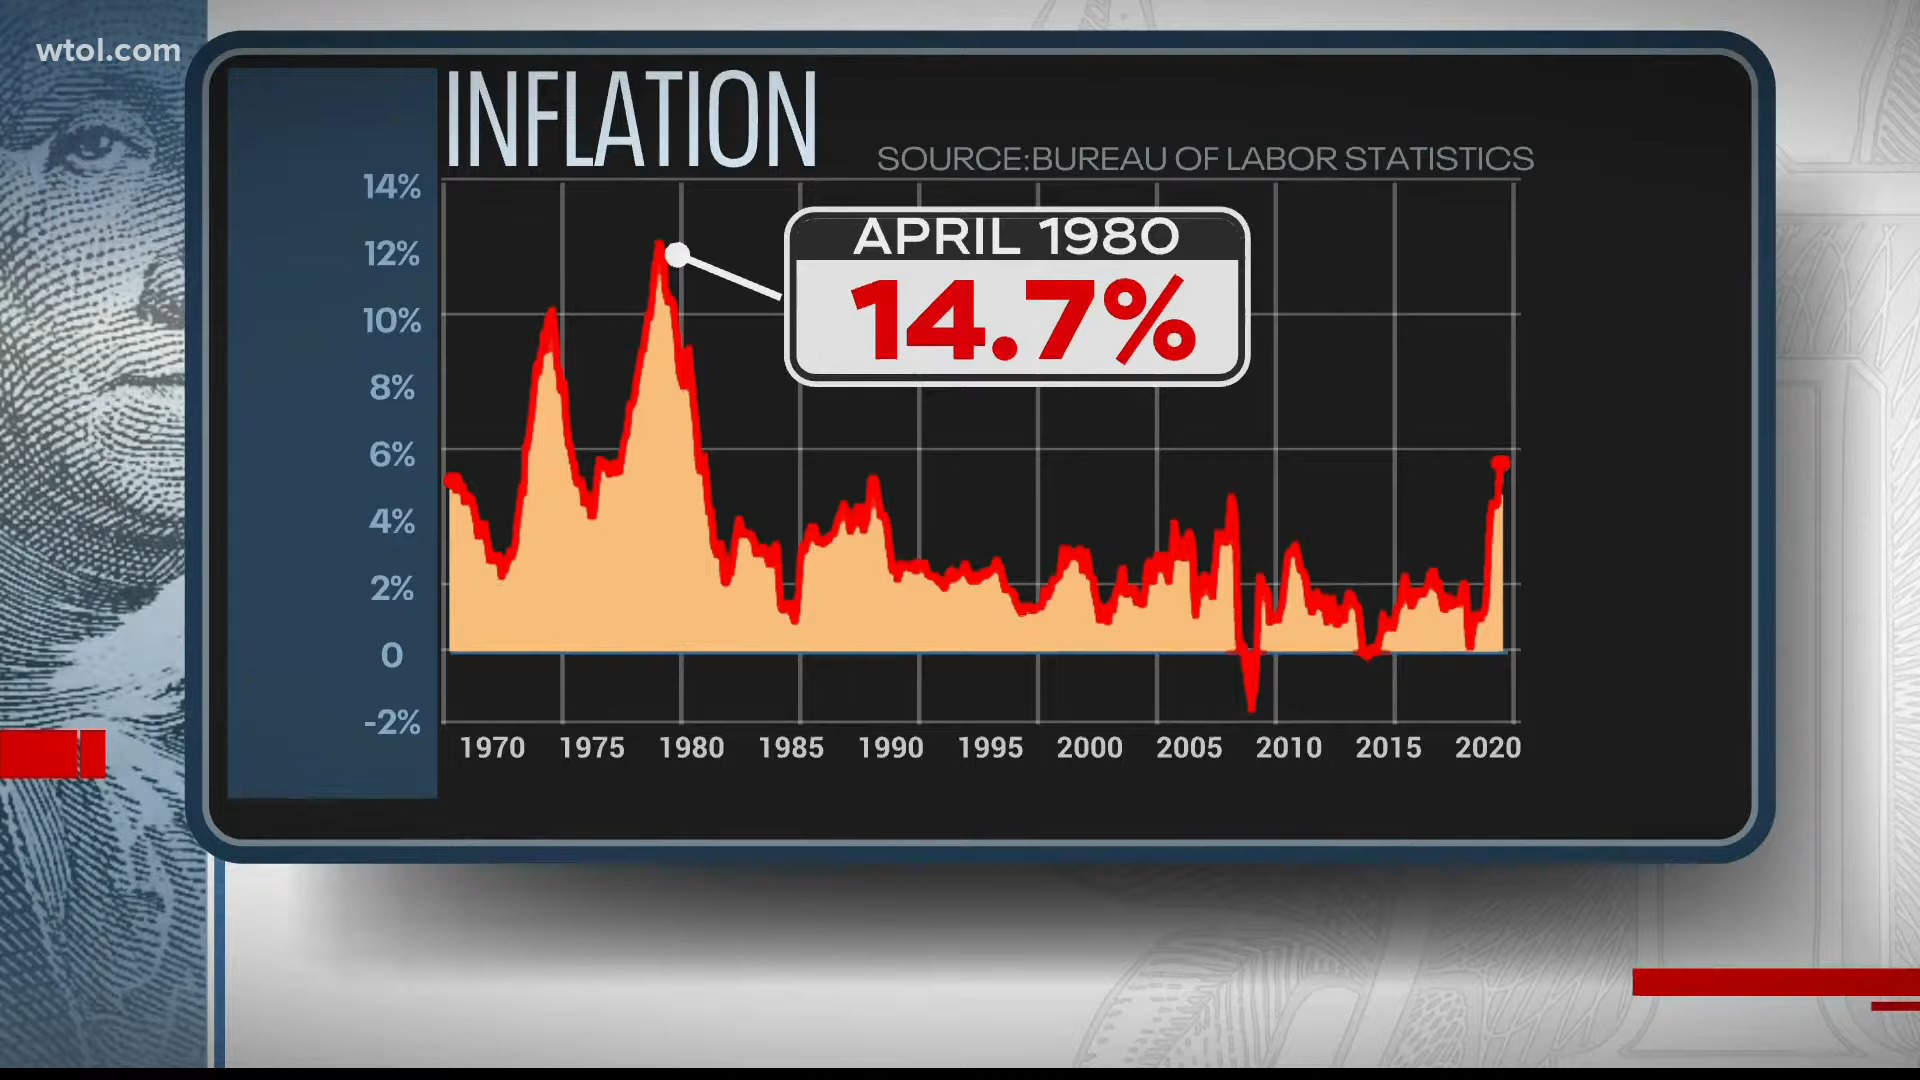 wtol.com
INFLATION
SOURCE:BUREAU OF LABOR STATISTICS
14%
12%
10%
8%
6%
4%
2%
0
-2%
APRIL 1980
14.7%
1970 1975 1980 1985 1990 1995 2000 2005 2010 2015 2020